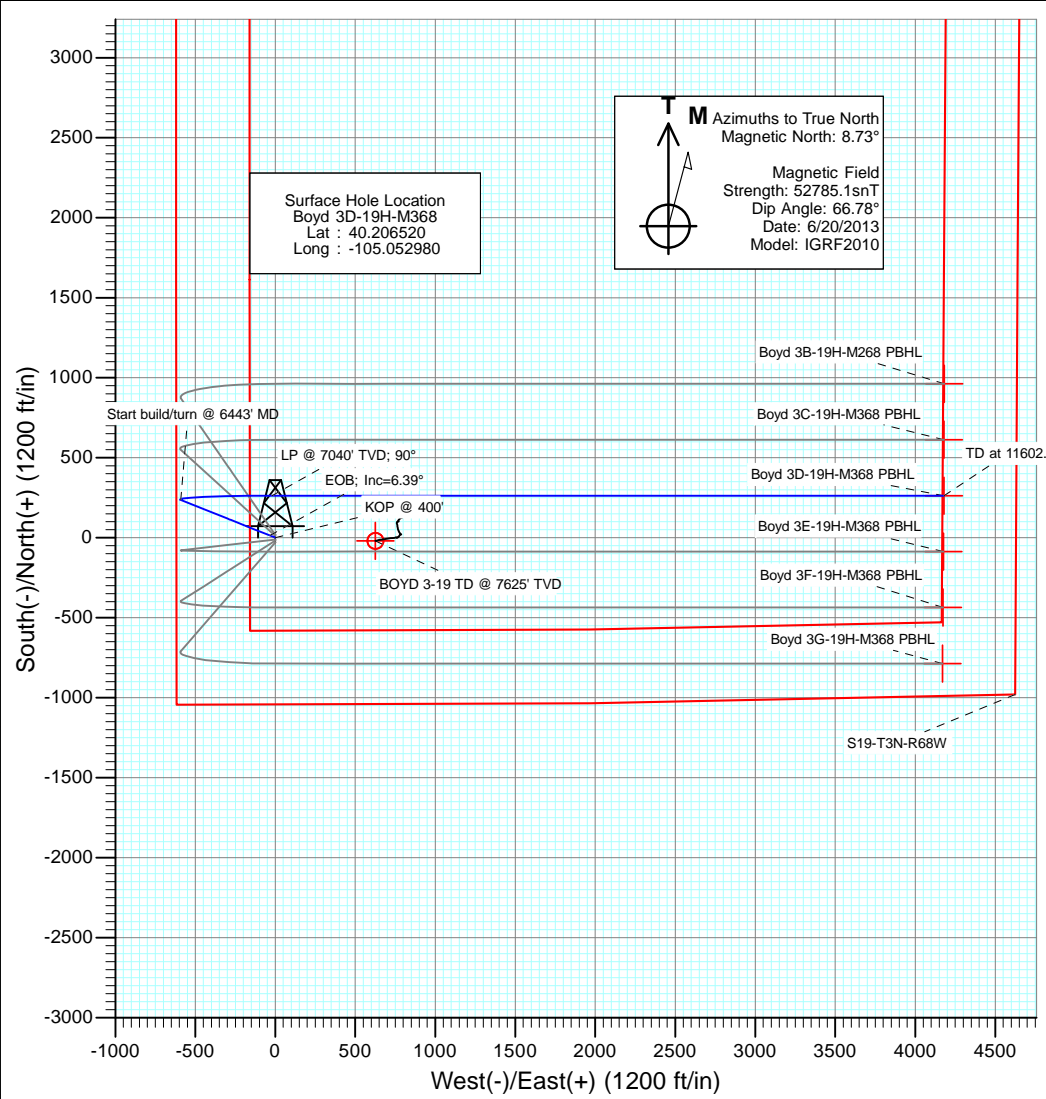 3000
2500
2000
1500
1000
500
0
-500
-1000
-1500
-2000
-2500
-3000
South(-)/North(+) (1200 ft/in)
T
M
Azimuths to True North
Magnetic North: 8.73°
Magnetic Field
Strength: 52785.1snT
Dip Angle: 66.78°
Date: 6/20/2013
Model: IGRF2010
Surface Hole Location
Boyd 3D-19H-M368
Lat : 40.206520
Long : -105.052980
Boyd 3B-19H-M268 PBHL
Start build/turn @ 6443' MD
Boyd 3C-19H-M368 PBHL
LP @ 7040' TVD; 90°
TD at 11602.
Boyd 3D-19H-M368 PBHL
EOB; Inc=6.39°
KOP @ 400'
Boyd 3E-19H-M368 PBHL
BOYD 3-19 TD @ 7625' TVD
Boyd 3F-19H-M368 PBHL
Boyd 3G-19H-M368 PBHL
S19-T3N-R68W
-1000 -500 0 500 1000 1500 2000 2500 3000 3500 4000 4500
West(-)/East(+) (1200 ft/in)